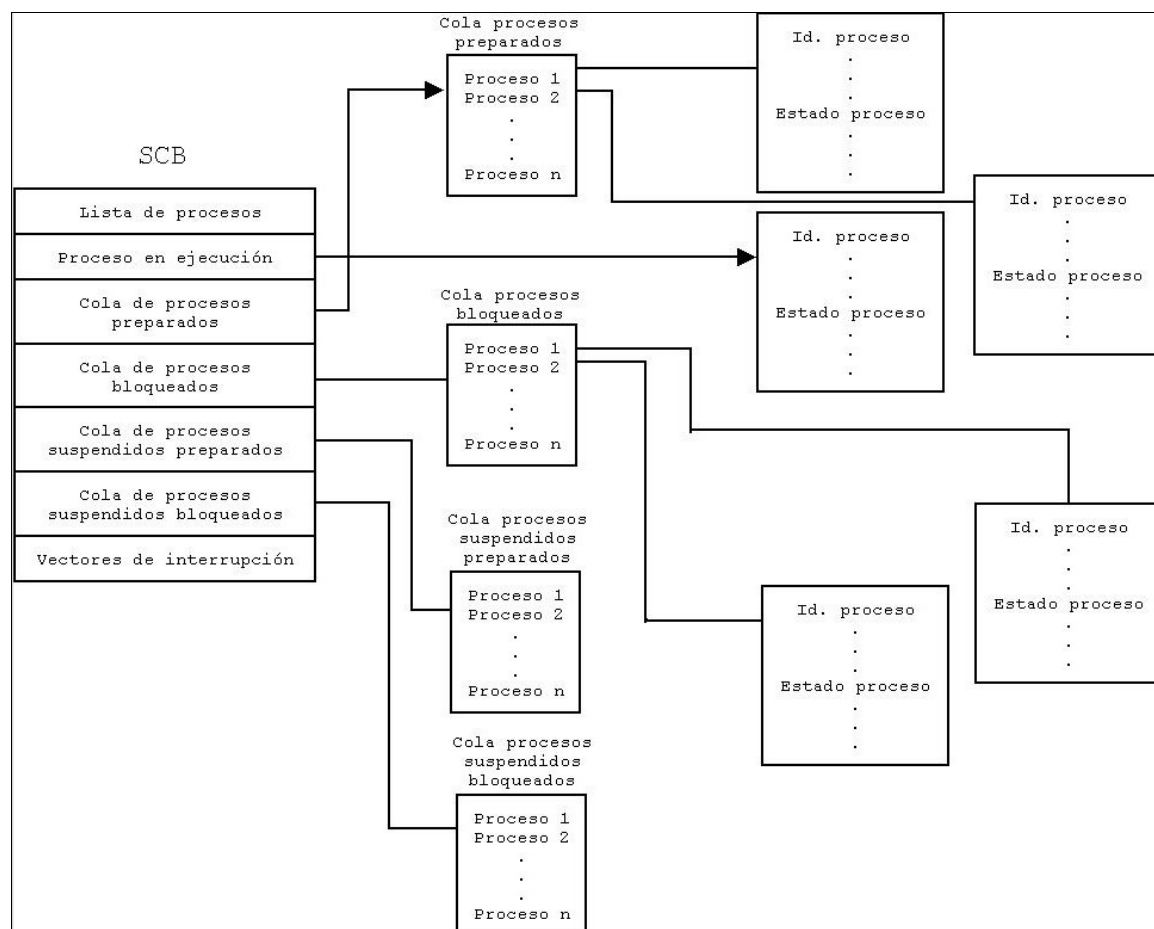 SCB
Lista de procesos
Proceso en ejecución
Cola de procesos
preparados
Cola de procesos
bloqueados
Cola de procesos
suspendidos preparados
Cola de procesos
suspendidos bloqueados
Vectores de interrupción
Cola procesos
preparados
Proceso 1
Proceso 2
.
.
.
Proceso n
Id. proceso
.
.
.
Estado proceso
.
.
.
Id. proceso
.
.
.
Estado proceso
.
.
.
Id. proceso
.
.
.
Estado proceso
.
.
.
Cola procesos
bloqueados
Proceso 1
Proceso 2
.
.
.
Proceso n
Id. proceso
.
.
.
Estado proceso
.
.
.
Id. proceso
.
.
.
Estado proceso
.
.
.
Cola procesos
suspendidos
preparados
Proceso 1
Proceso 2
.
.
.
Proceso n
Cola procesos
suspendidos
bloqueados
Proceso 1
Proceso 2
.
.
.
Proceso n